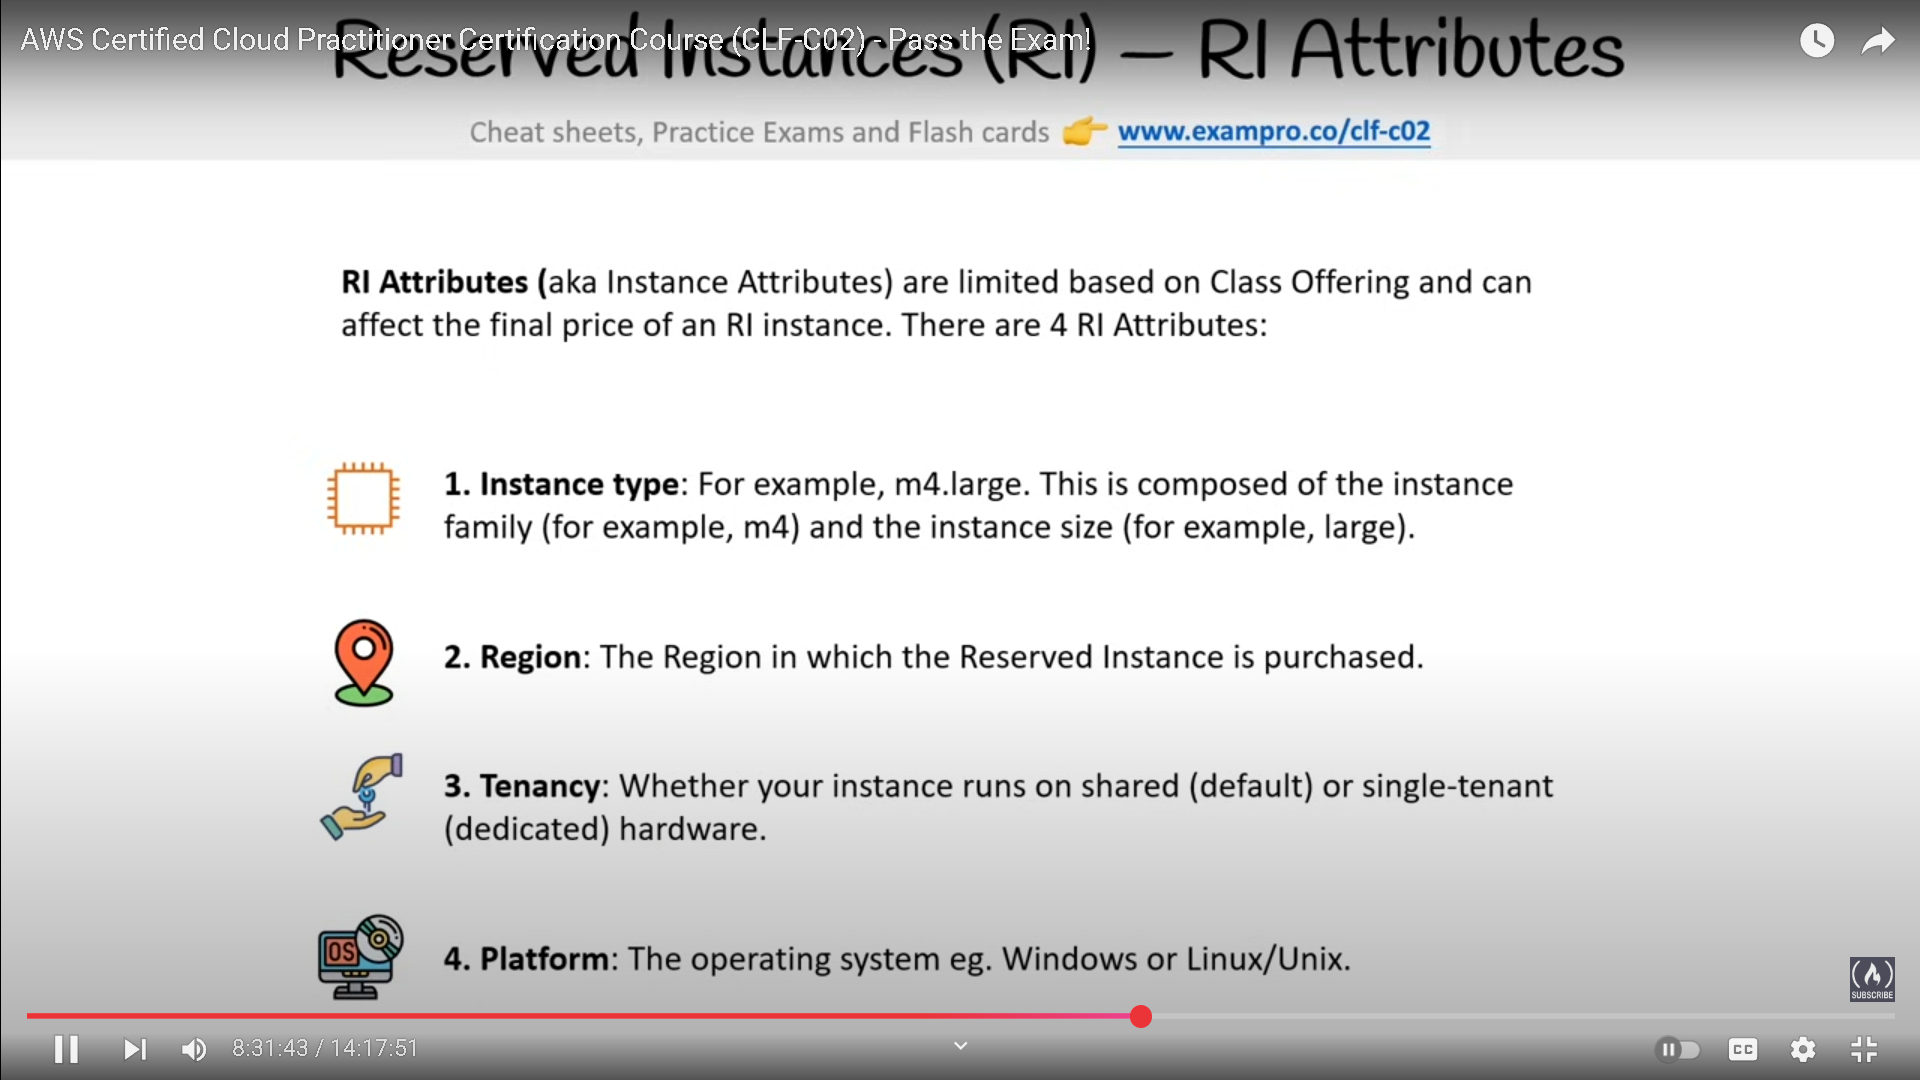 AWS Certified Cloud Practitioner Certification Course (CLF-C02) - Pass the Exam!
Reserved Instances (RI) – RI Attributes
Cheat sheets, Practice Exams and Flash cards 👉 www.exampro.co/clf-c02
RI Attributes (aka Instance Attributes) are limited based on Class Offering and can
affect the final price of an RI instance. There are 4 RI Attributes:
1. Instance type: For example, m4.large. This is composed of the instance
family (for example, m4) and the instance size (for example, large).
2. Region: The Region in which the Reserved Instance is purchased.
3. Tenancy: Whether your instance runs on shared (default) or single-tenant
(dedicated) hardware.
OS
4. Platform: The operating system eg. Windows or Linux/Unix.
SUBSCRIBE
8:31:43 / 14:17:51
CC